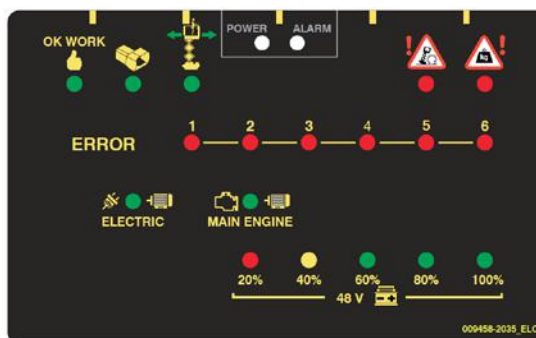 POWER ALARM
OK WORK
! !
kg
1 2 3 4 5 6
ERROR
ELECTRIC MAIN ENGINE
20% 40% 60% 80% 100%
48 V
009458-2035_ELC